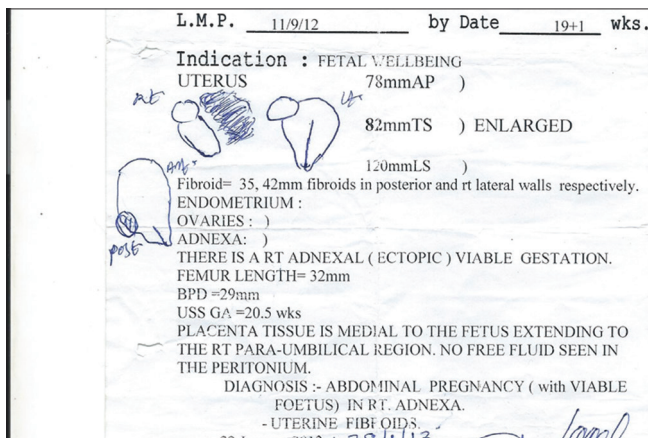 L.M.P. 11/9/12 by Date 19+1 wks.
Indication : FETAL WELLBEING
UTERUS 78mmAP )
RT LT
82mmTS ) ENLARGED
120mmLS )
ANT
Fibroid= 35, 42mm fibroids in posterior and rt lateral walls respectively.
ENDOMETRIUM :
OVARIES : )
ADNEXA: )
POST
THERE IS A RT ADNEXAL ( ECTOPIC ) VIABLE GESTATION.
FEMUR LENGTH= 32mm
BPD =29mm
USS GA =20.5 wks
PLACENTA TISSUE IS MEDIAL TO THE FETUS EXTENDING TO
THE RT PARA-UMBILICAL REGION. NO FREE FLUID SEEN IN
THE PERITONIUM.
DIAGNOSIS :- ABDOMINAL PREGNANCY ( with VIABLE
FOETUS) IN RT. ADNEXA.
- UTERINE FIBROIDS.